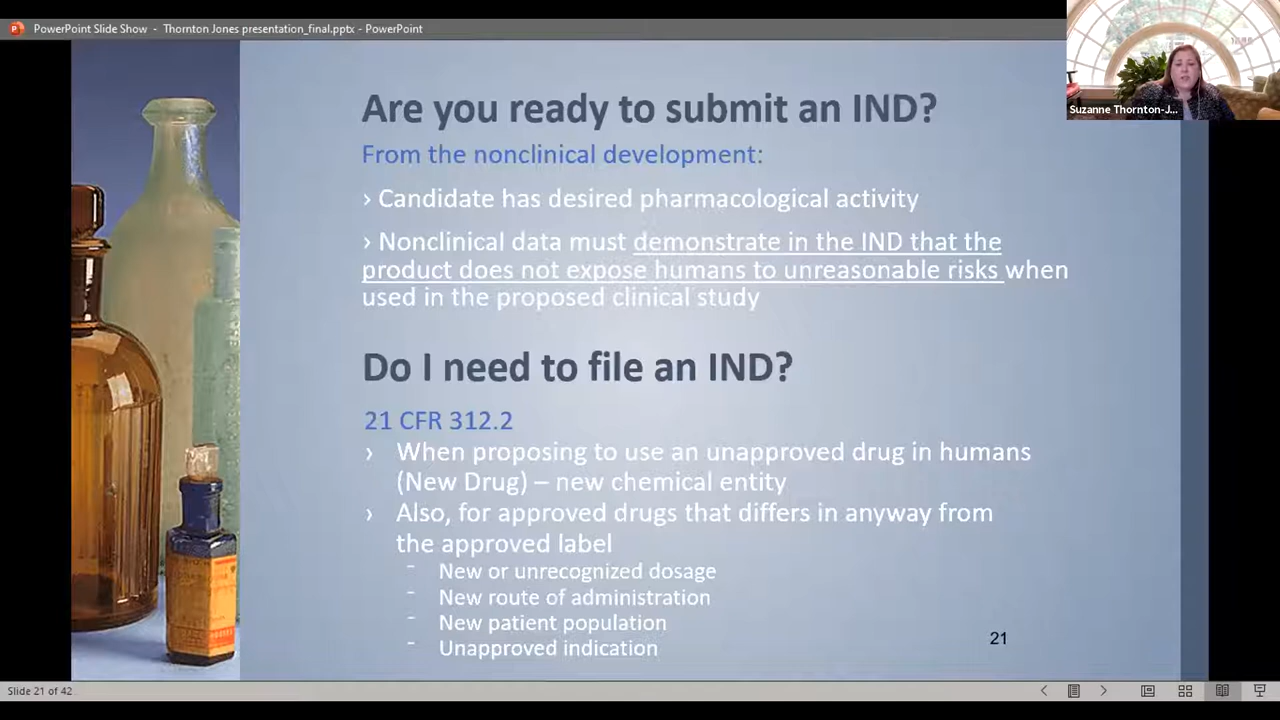 PowerPoint Slide Show - Thornton Jones presentation_final.pptx - PowerPoint
Suzanne Thornton-J...
Are you ready to submit an IND?
From the nonclinical development:
› Candidate has desired pharmacological activity
› Nonclinical data must demonstrate in the IND that the
product does not expose humans to unreasonable risks when
used in the proposed clinical study
Do I need to file an IND?
21 CFR 312.2
› When proposing to use an unapproved drug in humans
(New Drug) – new chemical entity
› Also, for approved drugs that differs in anyway from
the approved label
- New or unrecognized dosage
- New route of administration
- New patient population
- Unapproved indication
21
Slide 21 of 42